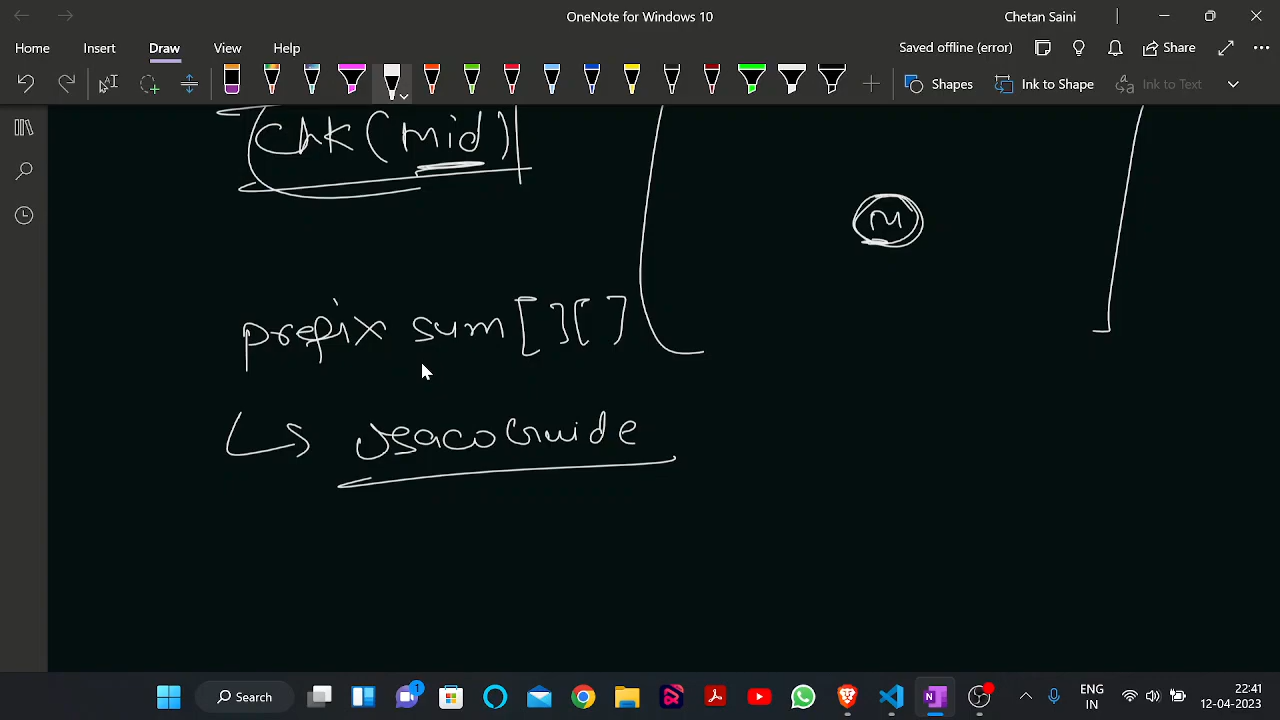 OneNote for Windows 10
Chetan Saini
Home Insert Draw View Help
Saved offline (error)
Share
Shapes
Ink to Shape
Ink to Text
Chk(mid)
M
prefix sum[][]
usacoGuide
Search
1
ENG
IN
22:41
12-04-2023